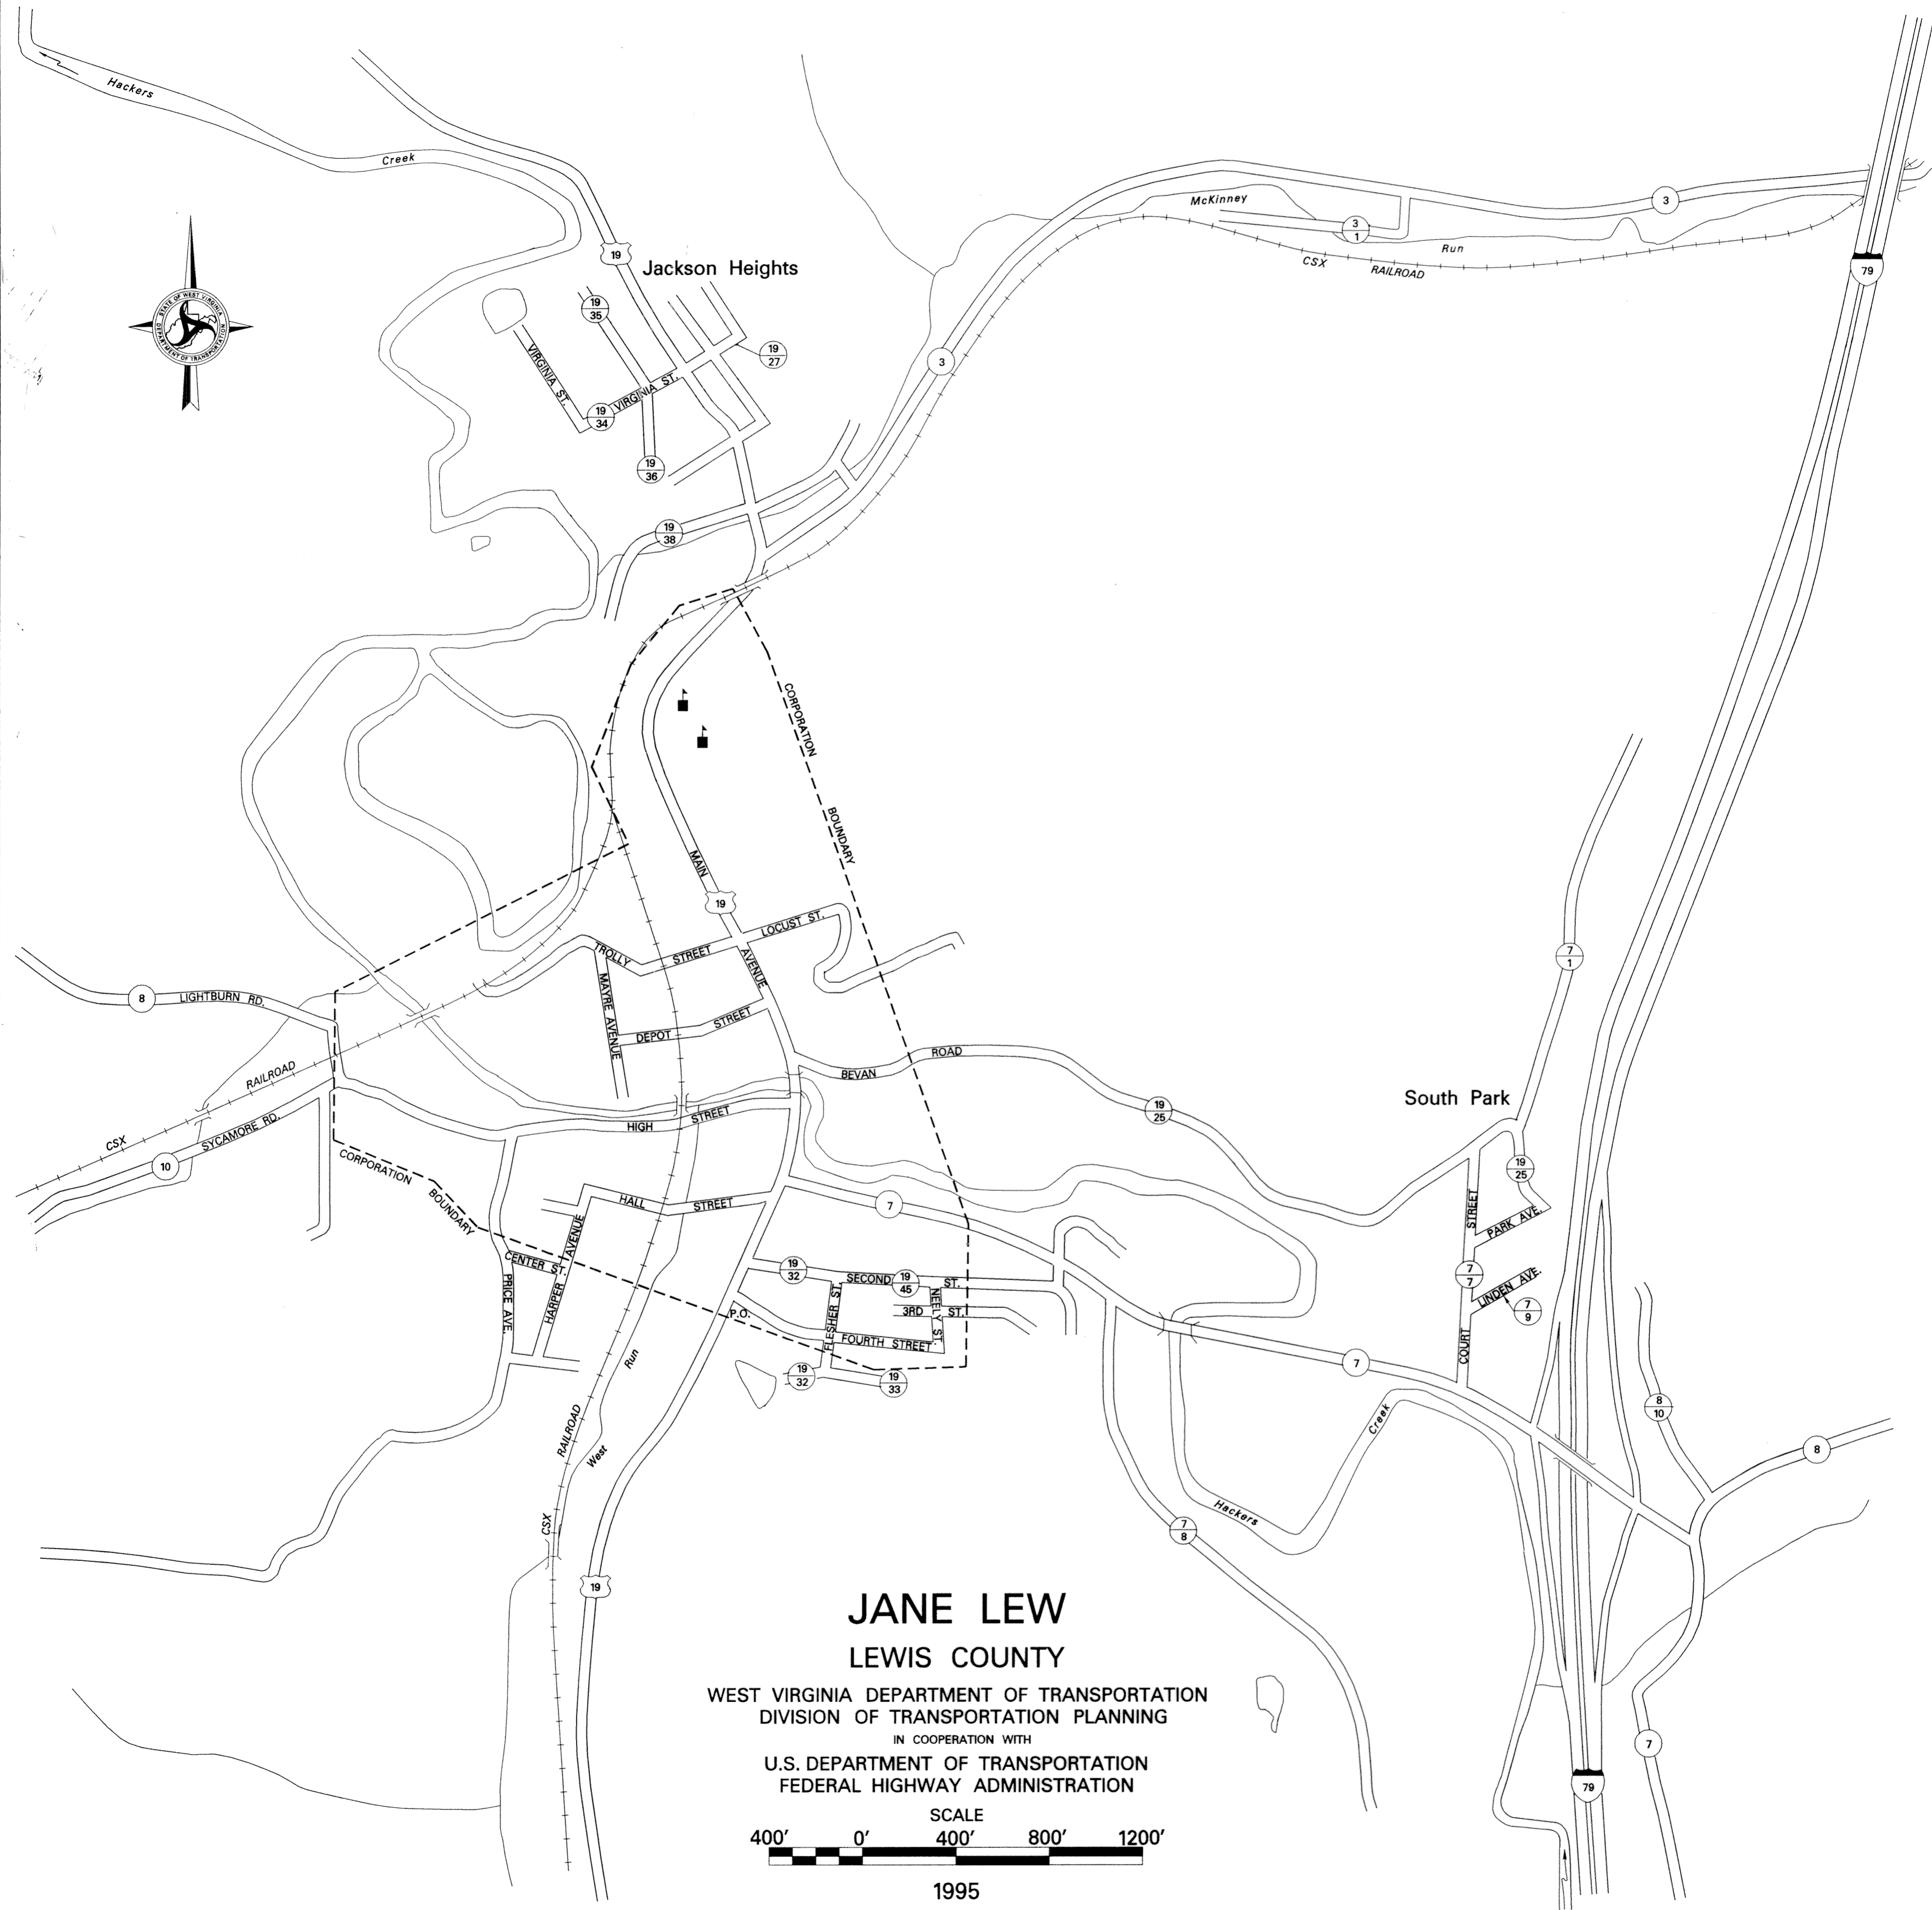 Hackers
Creek
19
Jackson Heights
McKinney
3
1
Run
CSX
RAILROAD
3
79
STATE OF WEST VIRGINIA
DEPARTMENT OF TRANSPORTATION
19
35
VIRGINIA ST.
19
27
3
19
34
VIRGINIA ST.
19
36
19
38
CORPORATION
BOUNDARY
MAIN
19
AVENUE
LOCUST ST.
TROLLY
STREET
MAYRE AVENUE
DEPOT
STREET
7
1
8
LIGHTBURN RD.
RAILROAD
CSX
SYCAMORE RD.
10
BEVAN
ROAD
19
25
South Park
HIGH
STREET
CORPORATION
BOUNDARY
HALL
STREET
7
19
25
STREET
PARK AVE.
CENTER ST.
HARPER
AVENUE
PRICE AVE.
19
32
SECOND
19
45
ST.
FLESHER ST.
NEELY ST.
3RD
ST.
P.O.
FOURTH STREET
19
32
19
33
7
7
LINDEN AVE.
7
9
COURT
7
8
10
8
Run
West
RAILROAD
CSX
19
Creek
Hackers
7
8
JANE LEW
LEWIS COUNTY
WEST VIRGINIA DEPARTMENT OF TRANSPORTATION
DIVISION OF TRANSPORTATION PLANNING
IN COOPERATION WITH
U.S. DEPARTMENT OF TRANSPORTATION
FEDERAL HIGHWAY ADMINISTRATION
SCALE
400' 0' 400' 800' 1200'
1995
7
79